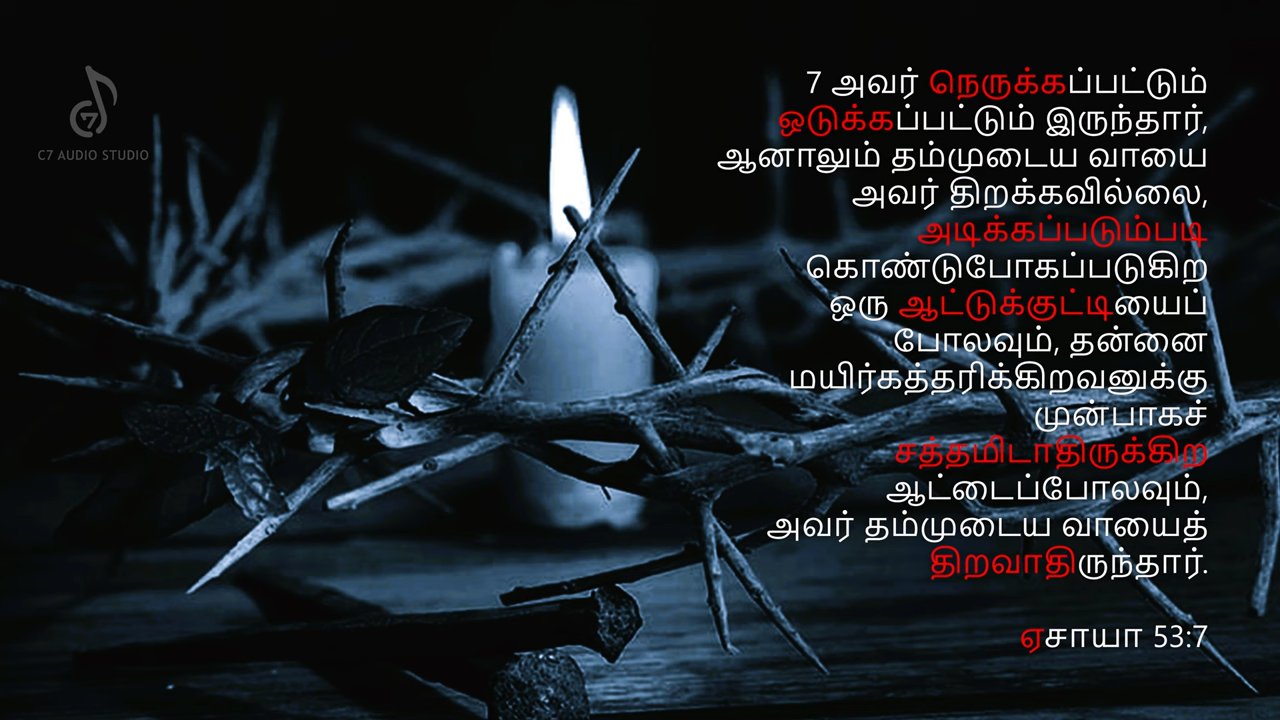 C7 AUDIO STUDIO
7 அவர் நெருக்கப்பட்டும்
ஒடுக்கப்பட்டும் இருந்தார்,
ஆனாலும் தம்முடைய வாயை
அவர் திறக்கவில்லை,
அடிக்கப்படும்படி
கொண்டுபோகப்படுகிற
ஒரு ஆட்டுக்குட்டியைப்
போலவும், தன்னை
மயிர்கத்தரிக்கிறவனுக்கு
முன்பாகச்
சத்தமிடாதிருக்கிற
ஆட்டைப்போலவும்,
அவர் தம்முடைய வாயைத்
திறவாதிருந்தார்.
ஏசாயா 53:7